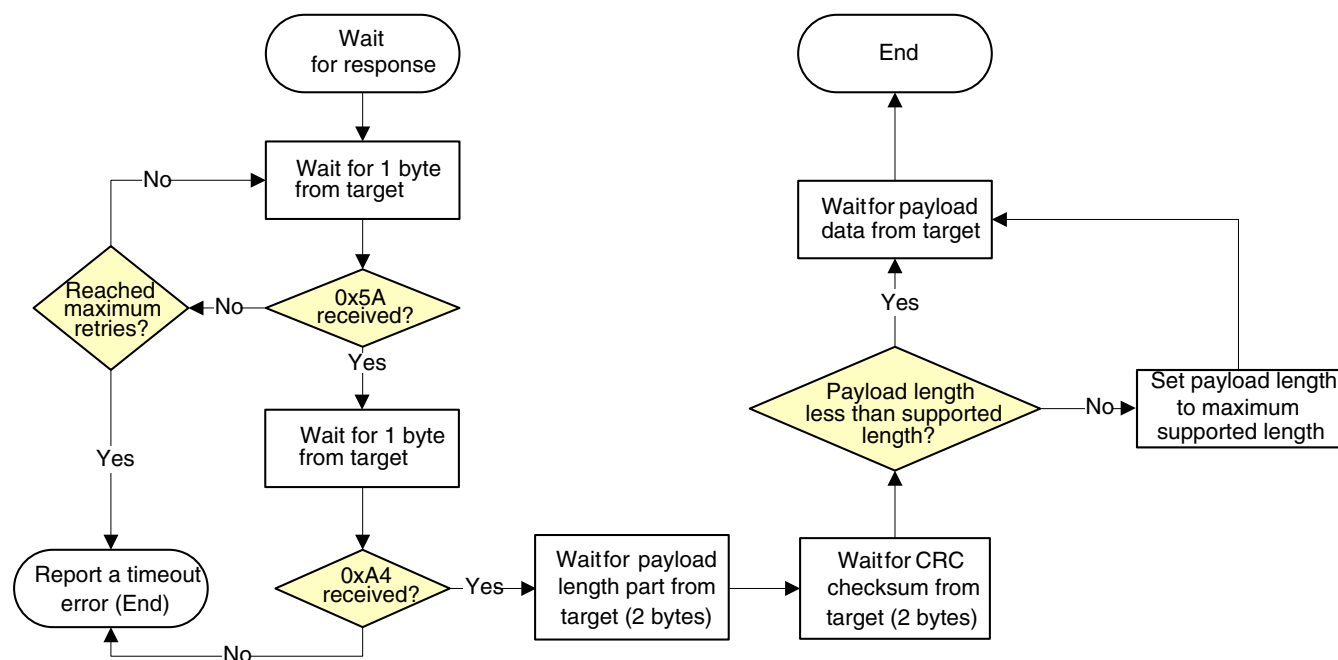 Wait
for response
Wait for 1 byte
from target
No
Reached
maximum
retries?
No
0x5A
received?
Yes
Wait for 1 byte
from target
Yes
Report a timeout
error (End)
0xA4
received?
No
Yes
Wait for payload
length part from
target (2 bytes)
Wait for CRC
checksum from
target (2 bytes)
Payload length
less than supported
length?
No
Set payload length
to maximum
supported length
Yes
Wait for payload
data from target
End